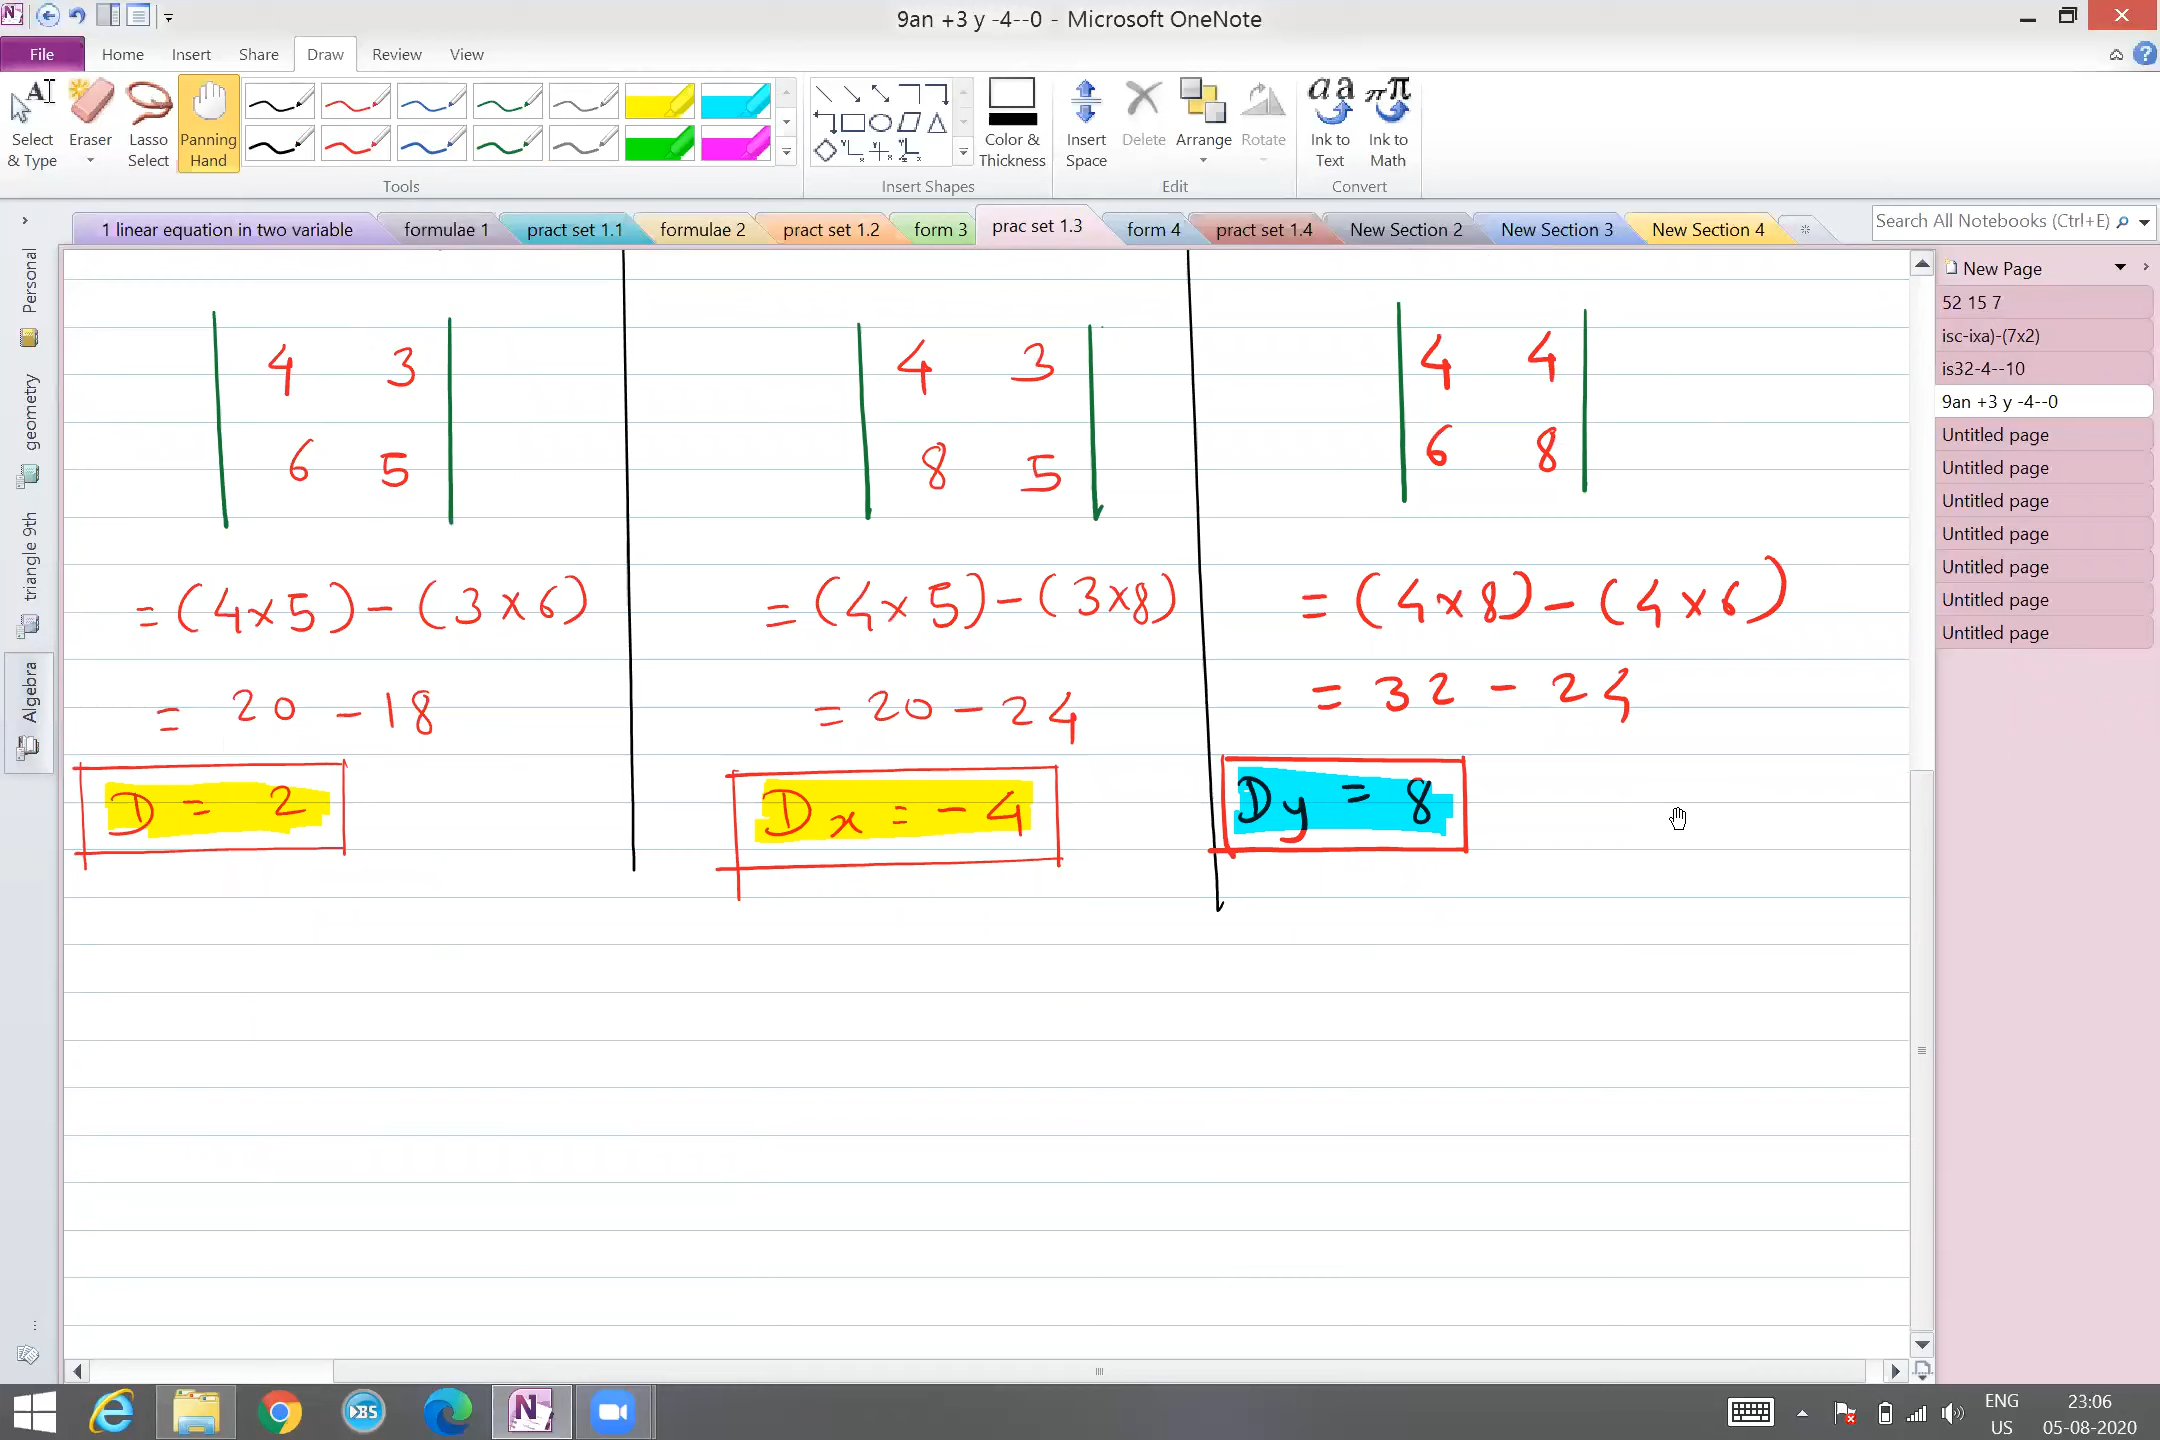 9an +3 y -4--0 - Microsoft OneNote
File Home Insert Share Draw Review View
Select & Type
Eraser
Lasso Select
Panning Hand
Color & Thickness
Insert Space
Delete
Arrange
Rotate
Ink to Text
Ink to Math
Tools Insert Shapes Edit Convert
1 linear equation in two variable formulae 1 pract set 1.1 formulae 2 pract set 1.2 form 3 prac set 1.3 form 4 pract set 1.4 New Section 2 New Section 3 New Section 4
Search All Notebooks (Ctrl+E)
Personal
geometry
triangle 9th
Algebra
4 3
6 5
= (4×5) - (3×6)
= 20 - 18
D = 2
4 3
8 5
= (4×5) - (3×8)
= 20 - 24
Dx = -4
4 4
6 8
= (4×8) - (4×6)
= 32 - 24
Dy = 8
New Page
52 15 7
isc-ixa)-(7x2)
is32-4--10
9an +3 y -4--0
Untitled page
Untitled page
Untitled page
Untitled page
Untitled page
Untitled page
Untitled page
ENG
US
23:06
05-08-2020